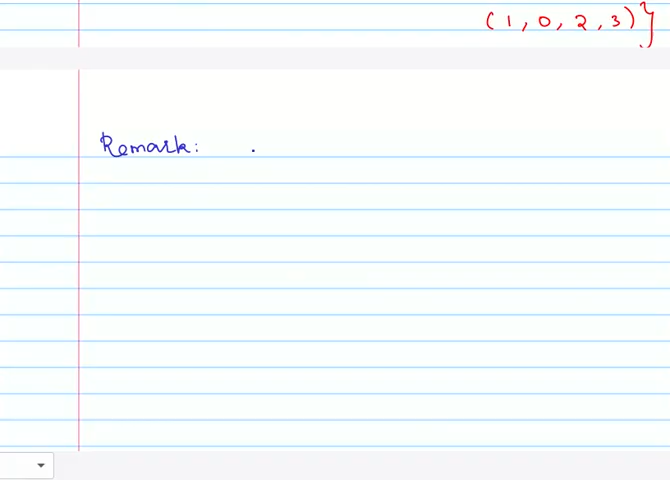 (1, 0, 2, 3)}
Remark: